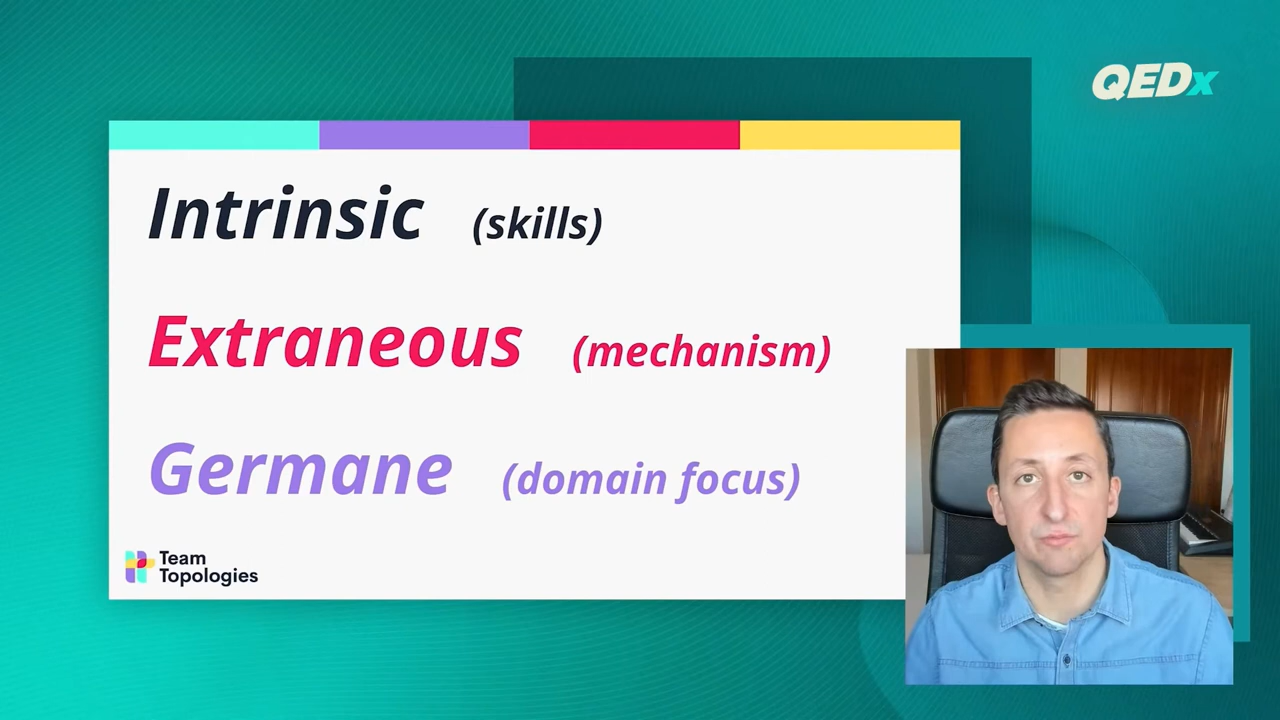 QEDx
Intrinsic (skills)
Extraneous (mechanism)
Germane (domain focus)
Team
Topologies